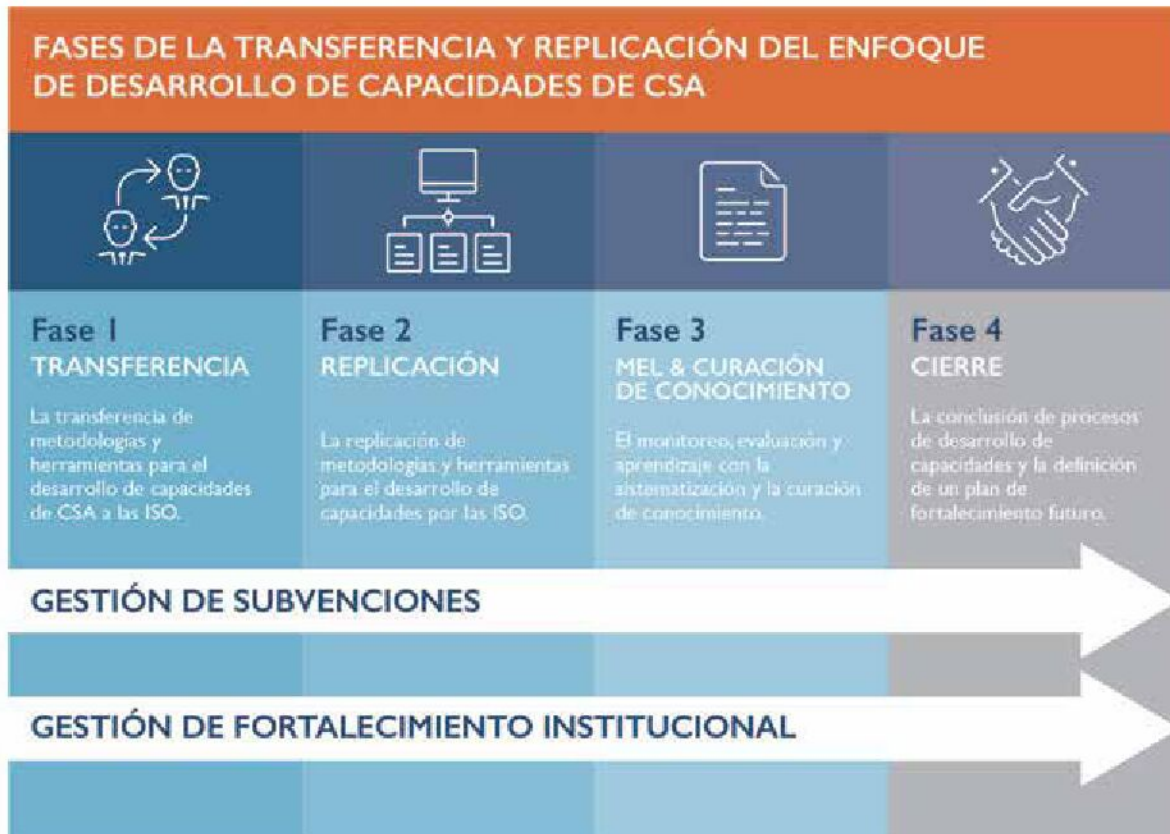 FASES DE LA TRANSFERENCIA Y REPLICACIÓN DEL ENFOQUE
DE DESARROLLO DE CAPACIDADES DE CSA
Fase 1
TRANSFERENCIA
La transferencia de
metodologías y
herramientas para el
desarrollo de capacidades
de CSA a las ISO.
Fase 2
REPLICACIÓN
La replicación de
metodologías y herramientas
para el desarrollo de
capacidades por las ISO.
Fase 3
MEL & CURACIÓN
DE CONOCIMIENTO
El monitoreo, evaluación y
aprendizaje con la
sistematización y la curación
de conocimiento.
Fase 4
CIERRE
La conclusión de procesos
de desarrollo de
capacidades y la definición
de un plan de
fortalecimiento futuro.
GESTIÓN DE SUBVENCIONES
GESTIÓN DE FORTALECIMIENTO INSTITUCIONAL